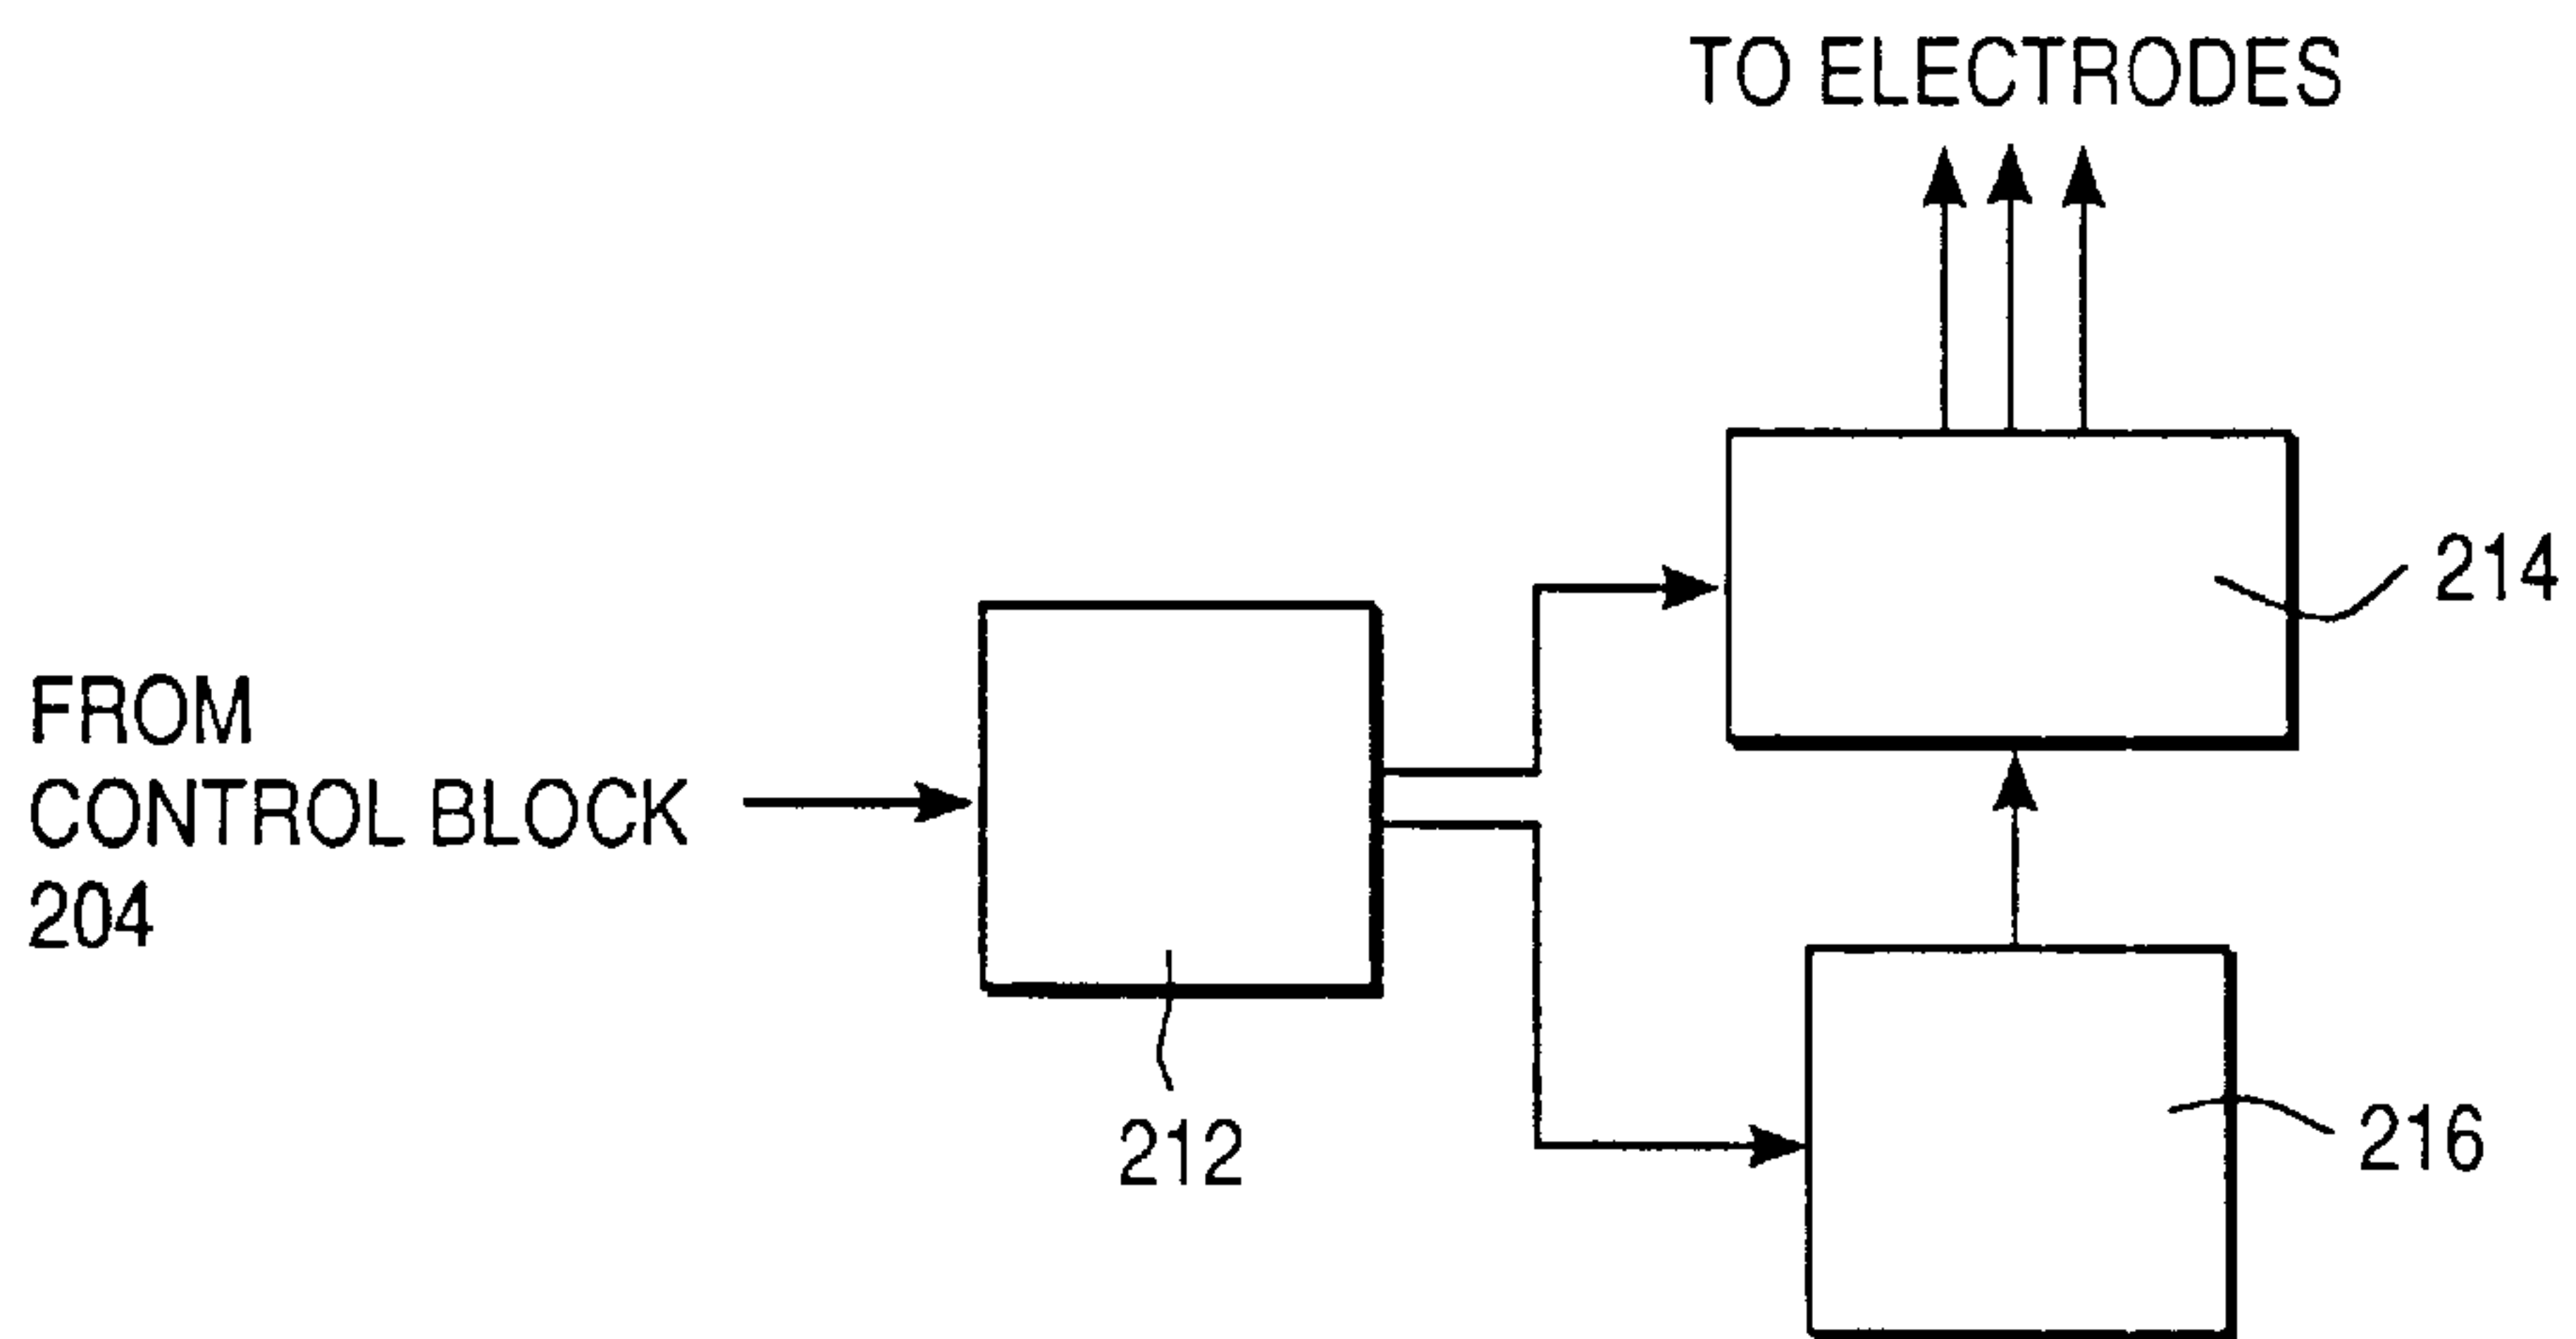 TO ELECTRODES
214
FROM
CONTROL BLOCK
204
212
216